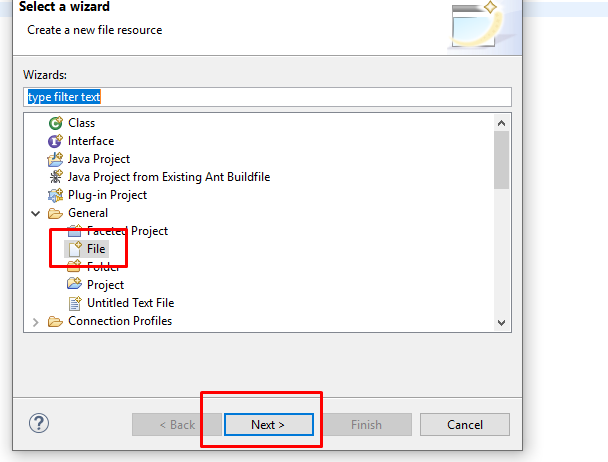 Select a wizard
Create a new file resource
Wizards:
type filter text
Class
Interface
Java Project
Java Project from Existing Ant Buildfile
Plug-in Project
General
Faceted Project
File
Folder
Project
Untitled Text File
Connection Profiles
?
< Back
Next >
Finish
Cancel